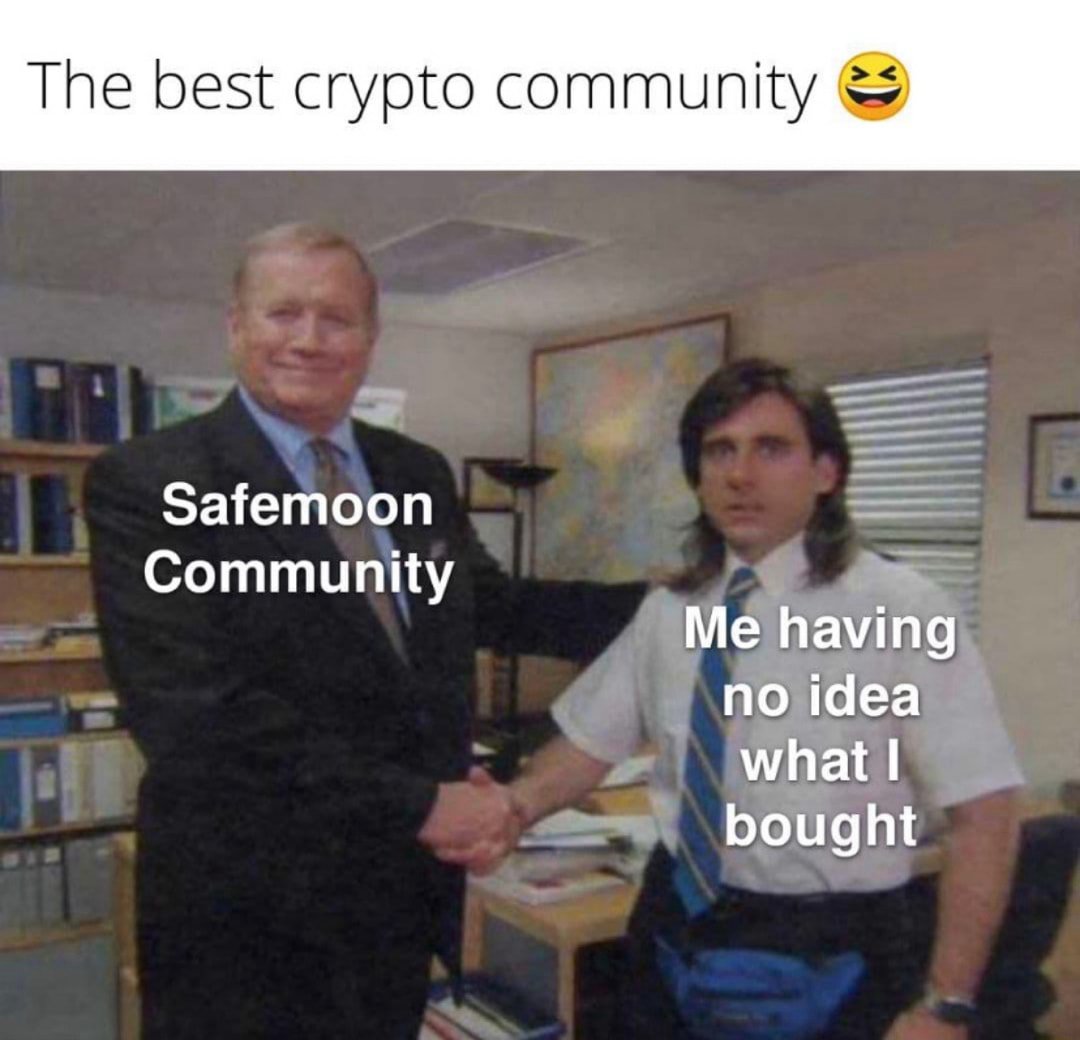 The best crypto community 😆
Safemoon
Community
Me having
no idea
what I
bought